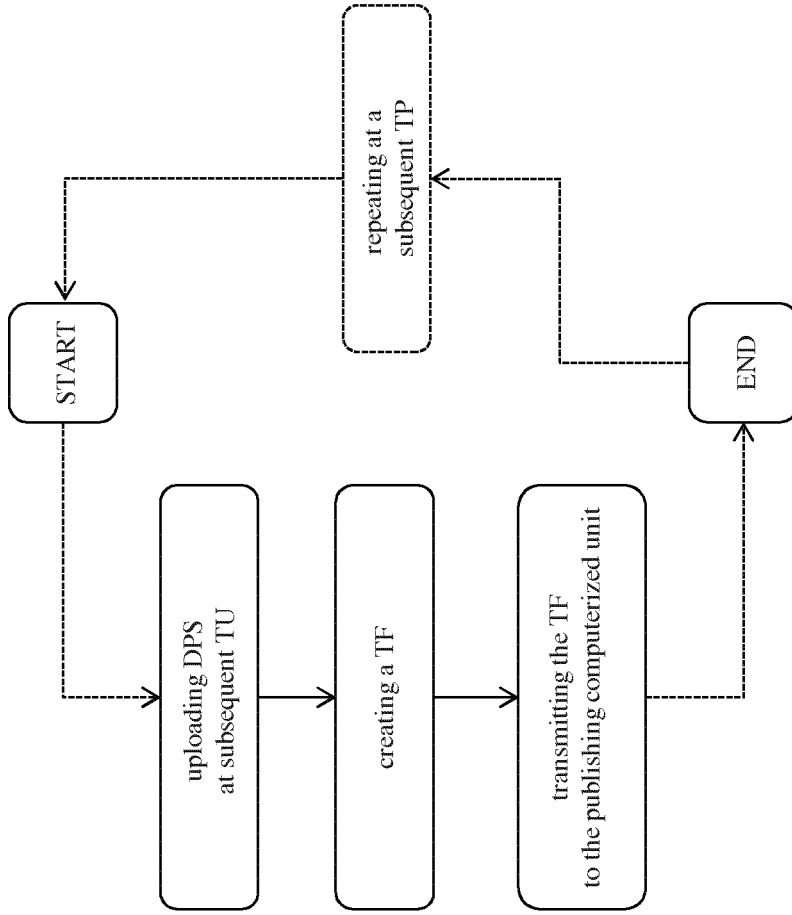 START
uploading DPS
at subsequent TU
creating a TF
transmitting the TF
to the publishing computerized unit
END
repeating at a
subsequent TP